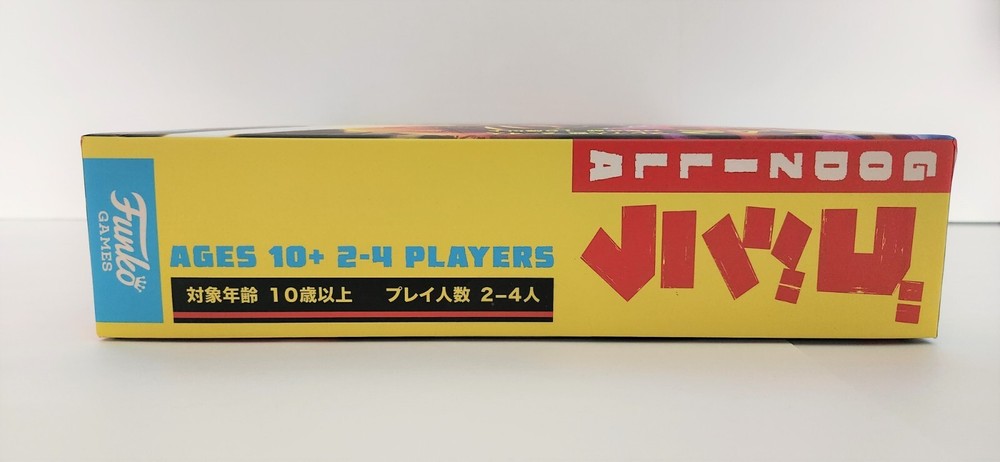 GODZILLA
ゴジラ
Funko
GAMES
AGES 10+ 2-4 PLAYERS
対象年齢 10歳以上 プレイ人数 2–4人